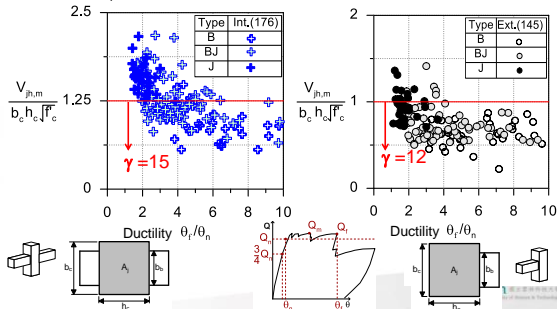 Type Int.(176)
B
BJ
J
2.5
1.25
0
V_jh,m
b_c h_c √f'_c
γ=15
0 2 4 6 8 10
Ductility θ_f/θ_n
Type Ext.(145)
B
BJ
J
2
1
0
V_jh,m
b_c h_c √f'_c
γ=12
0 2 4 6 8 10
Ductility θ_f/θ_n
b_c
A_j
b_b
h_c
Q
Q_m
Q_f
Q_n
3/4 Q_n
θ_n
θ_f
θ
b_c
A_j
b_b
h_c